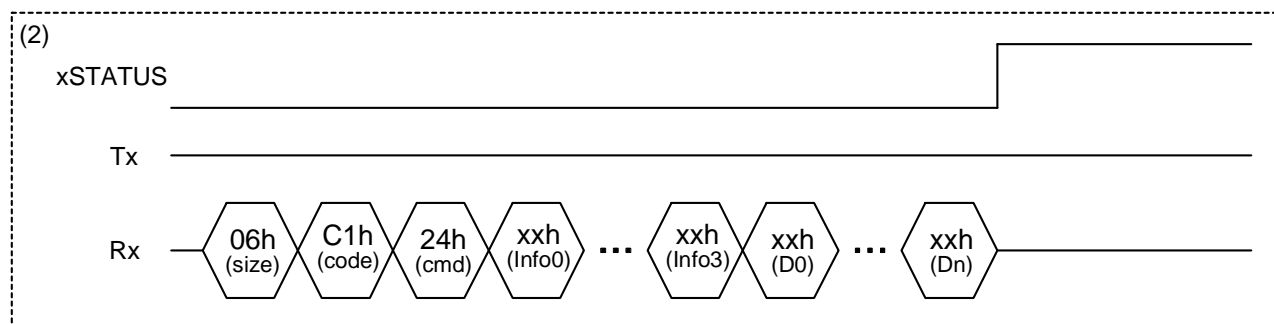 (2)
xSTATUS
Tx
Rx
06h
(size)
C1h
(code)
24h
(cmd)
xxh
(Info0)
...
xxh
(Info3)
xxh
(D0)
...
xxh
(Dn)